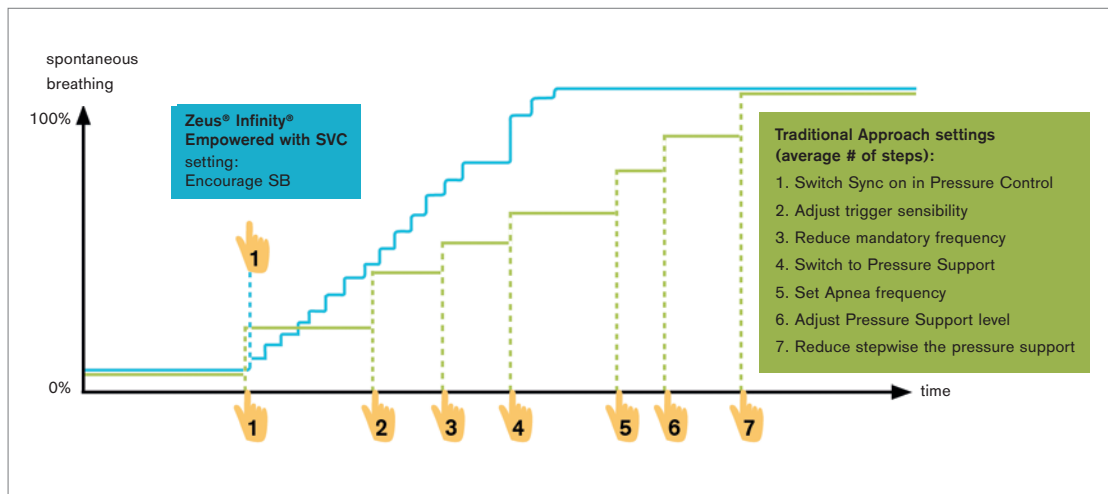 spontaneous
breathing
100%
0%
time
Zeus® Infinity®
Empowered with SVC
setting:
Encourage SB
1
Traditional Approach settings
(average # of steps):
1. Switch Sync on in Pressure Control
2. Adjust trigger sensibility
3. Reduce mandatory frequency
4. Switch to Pressure Support
5. Set Apnea frequency
6. Adjust Pressure Support level
7. Reduce stepwise the pressure support
1 2 3 4 5 6 7